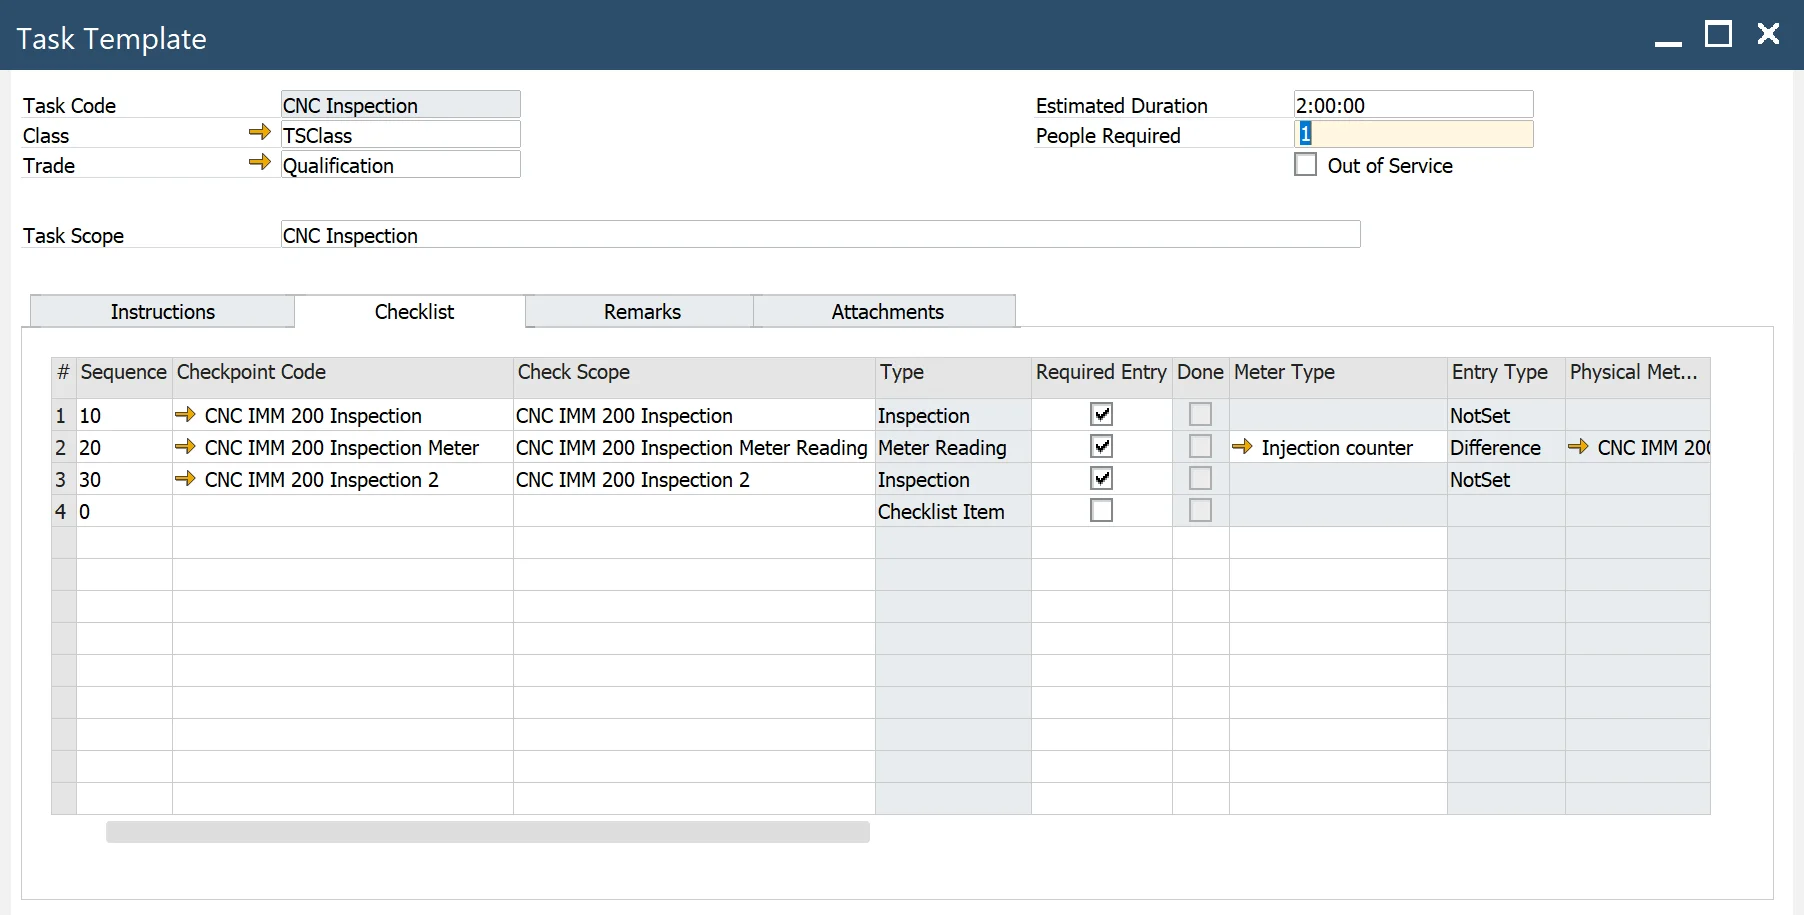 Task Template
Task Code CNC Inspection Estimated Duration 2:00:00
Class TSClass People Required 1
Trade Qualification Out of Service
Task Scope CNC Inspection
Instructions Checklist Remarks Attachments
# Sequence Checkpoint Code Check Scope Type Required Entry Done Meter Type Entry Type Physical Met...
1 10 CNC IMM 200 Inspection CNC IMM 200 Inspection Inspection NotSet
2 20 CNC IMM 200 Inspection Meter CNC IMM 200 Inspection Meter Reading Meter Reading Injection counter Difference CNC IMM 200
3 30 CNC IMM 200 Inspection 2 CNC IMM 200 Inspection 2 Inspection NotSet
4 0 Checklist Item